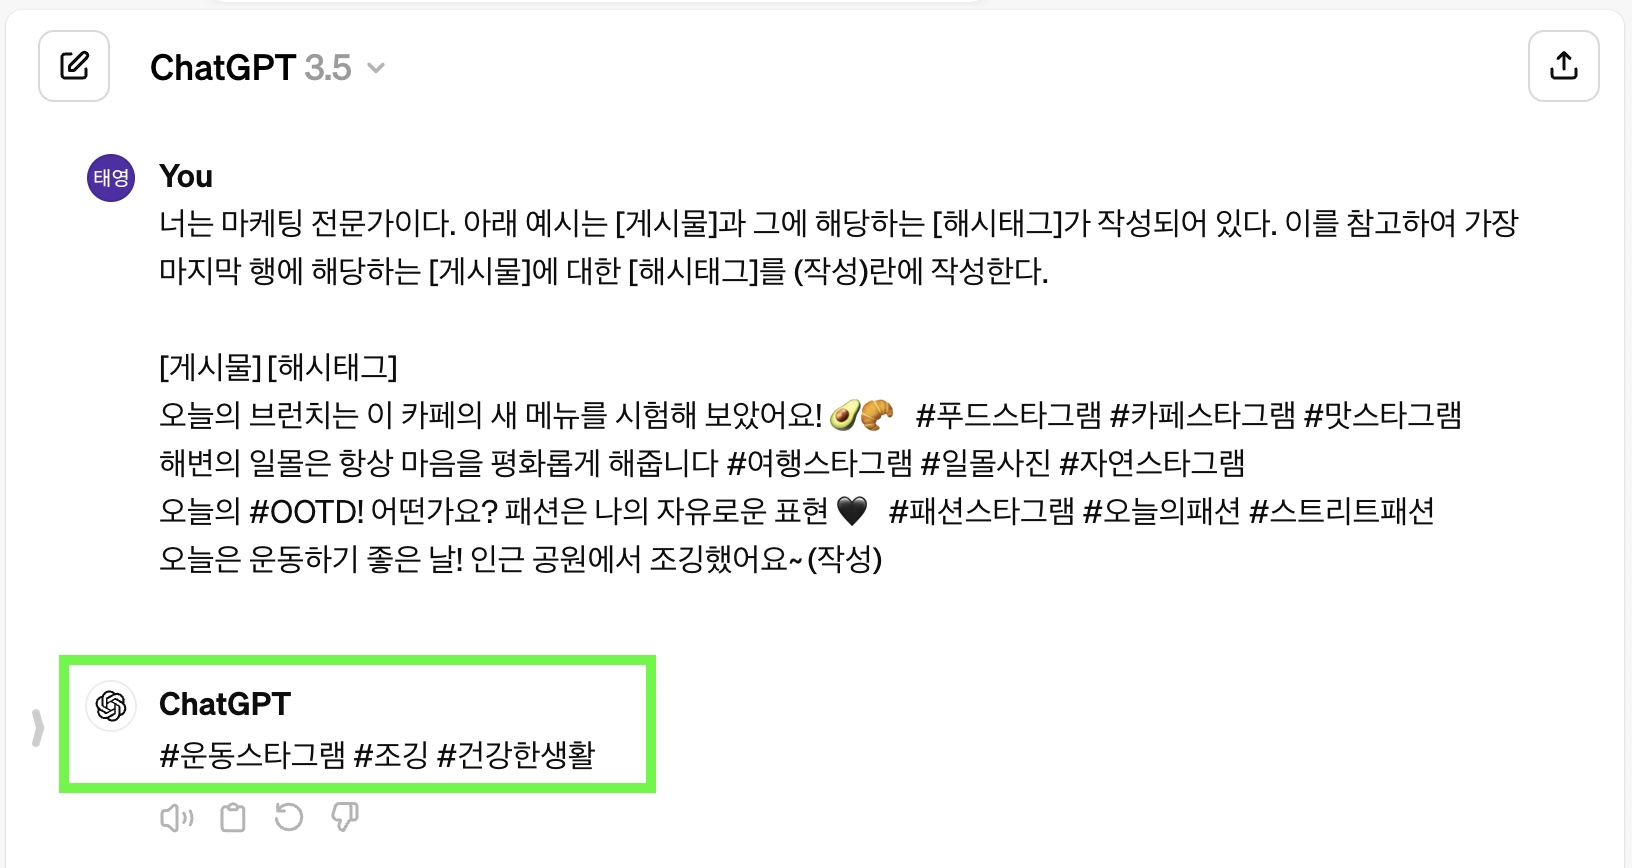 ChatGPT 3.5
태영
You
너는 마케팅 전문가이다. 아래 예시는 [게시물]과 그에 해당하는 [해시태그]가 작성되어 있다. 이를 참고하여 가장
마지막 행에 해당하는 [게시물]에 대한 [해시태그]를 (작성)란에 작성한다.
[게시물] [해시태그]
오늘의 브런치는 이 카페의 새 메뉴를 시험해 보았어요! 🥑🥐 #푸드스타그램 #카페스타그램 #맛스타그램
해변의 일몰은 항상 마음을 평화롭게 해줍니다 #여행스타그램 #일몰사진 #자연스타그램
오늘의 #OOTD! 어떤가요? 패션은 나의 자유로운 표현 🖤 #패션스타그램 #오늘의패션 #스트리트패션
오늘은 운동하기 좋은 날! 인근 공원에서 조깅했어요~ (작성)
ChatGPT
#운동스타그램 #조깅 #건강한생활